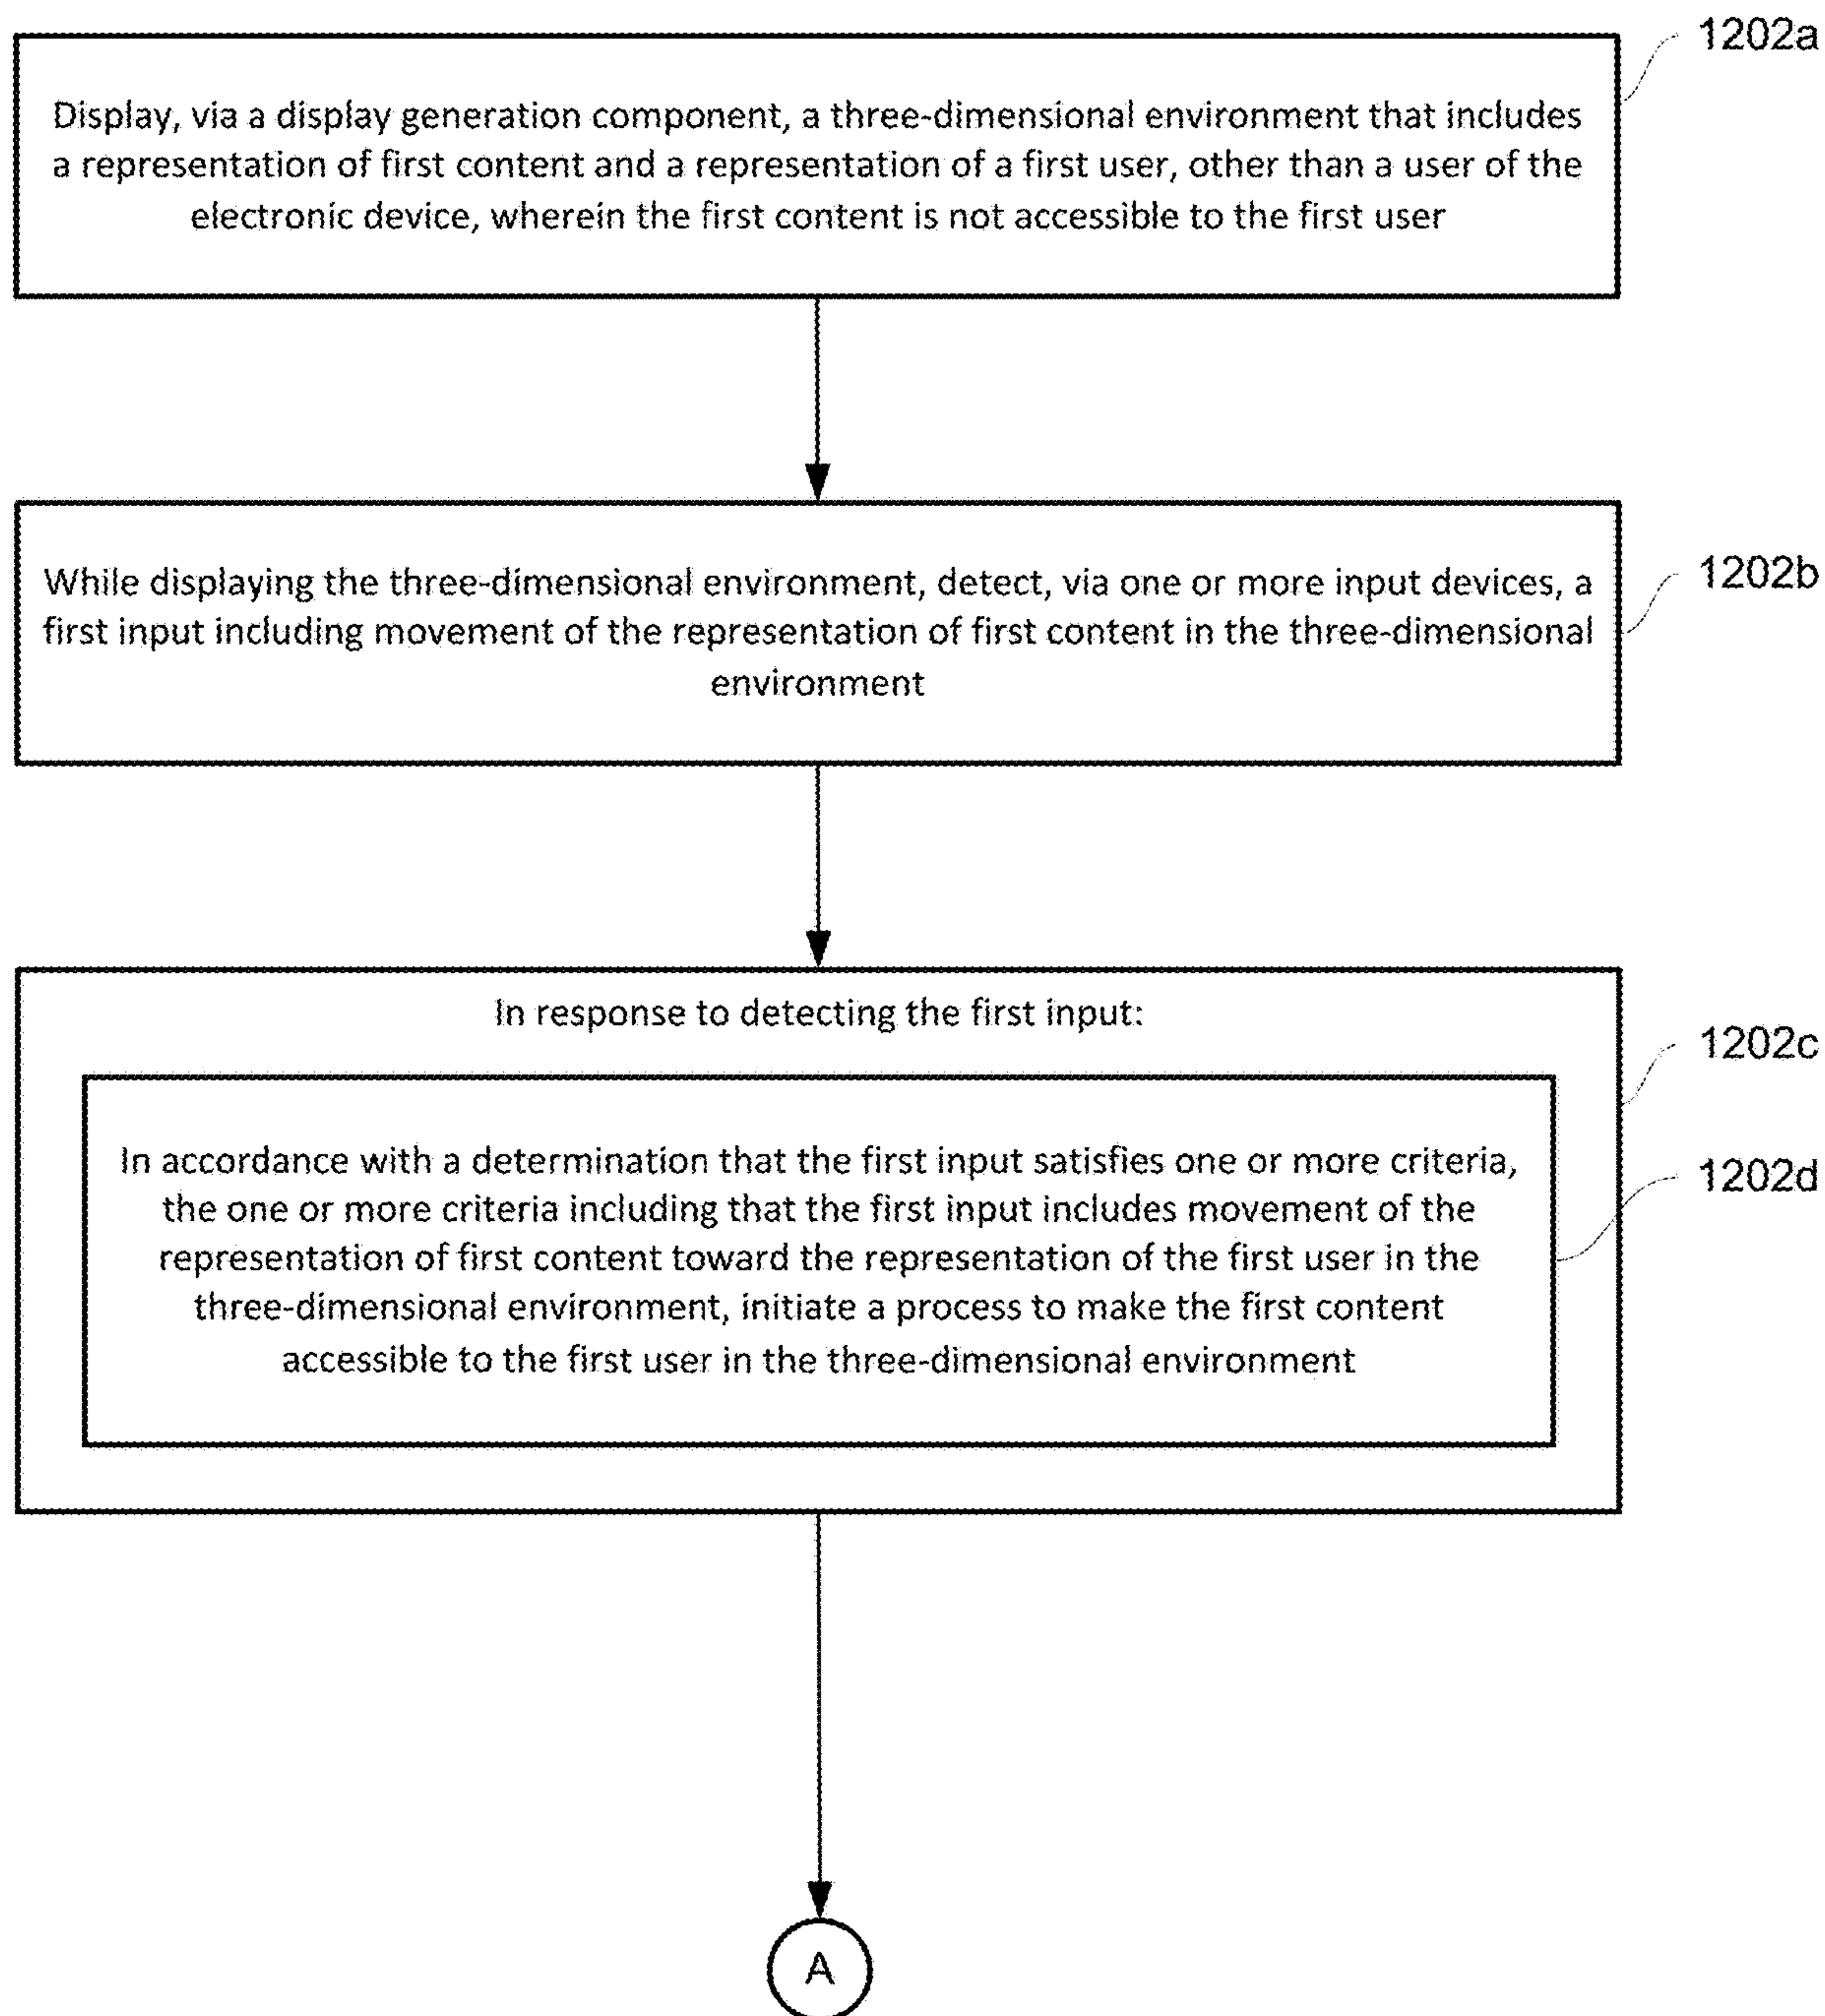 1202a
Display, via a display generation component, a three-dimensional environment that includes
a representation of first content and a representation of a first user, other than a user of the
electronic device, wherein the first content is not accessible to the first user
While displaying the three-dimensional environment, detect, via one or more input devices, a
1202b
first input including movement of the representation of first content in the three-dimensional
environment
In response to detecting the first input:
1202c
In accordance with a determination that the first input satisfies one or more criteria,
1202d
the one or more criteria including that the first input includes movement of the
representation of first content toward the representation of the first user in the
three-dimensional environment, initiate a process to make the first content
accessible to the first user in the three-dimensional environment
A